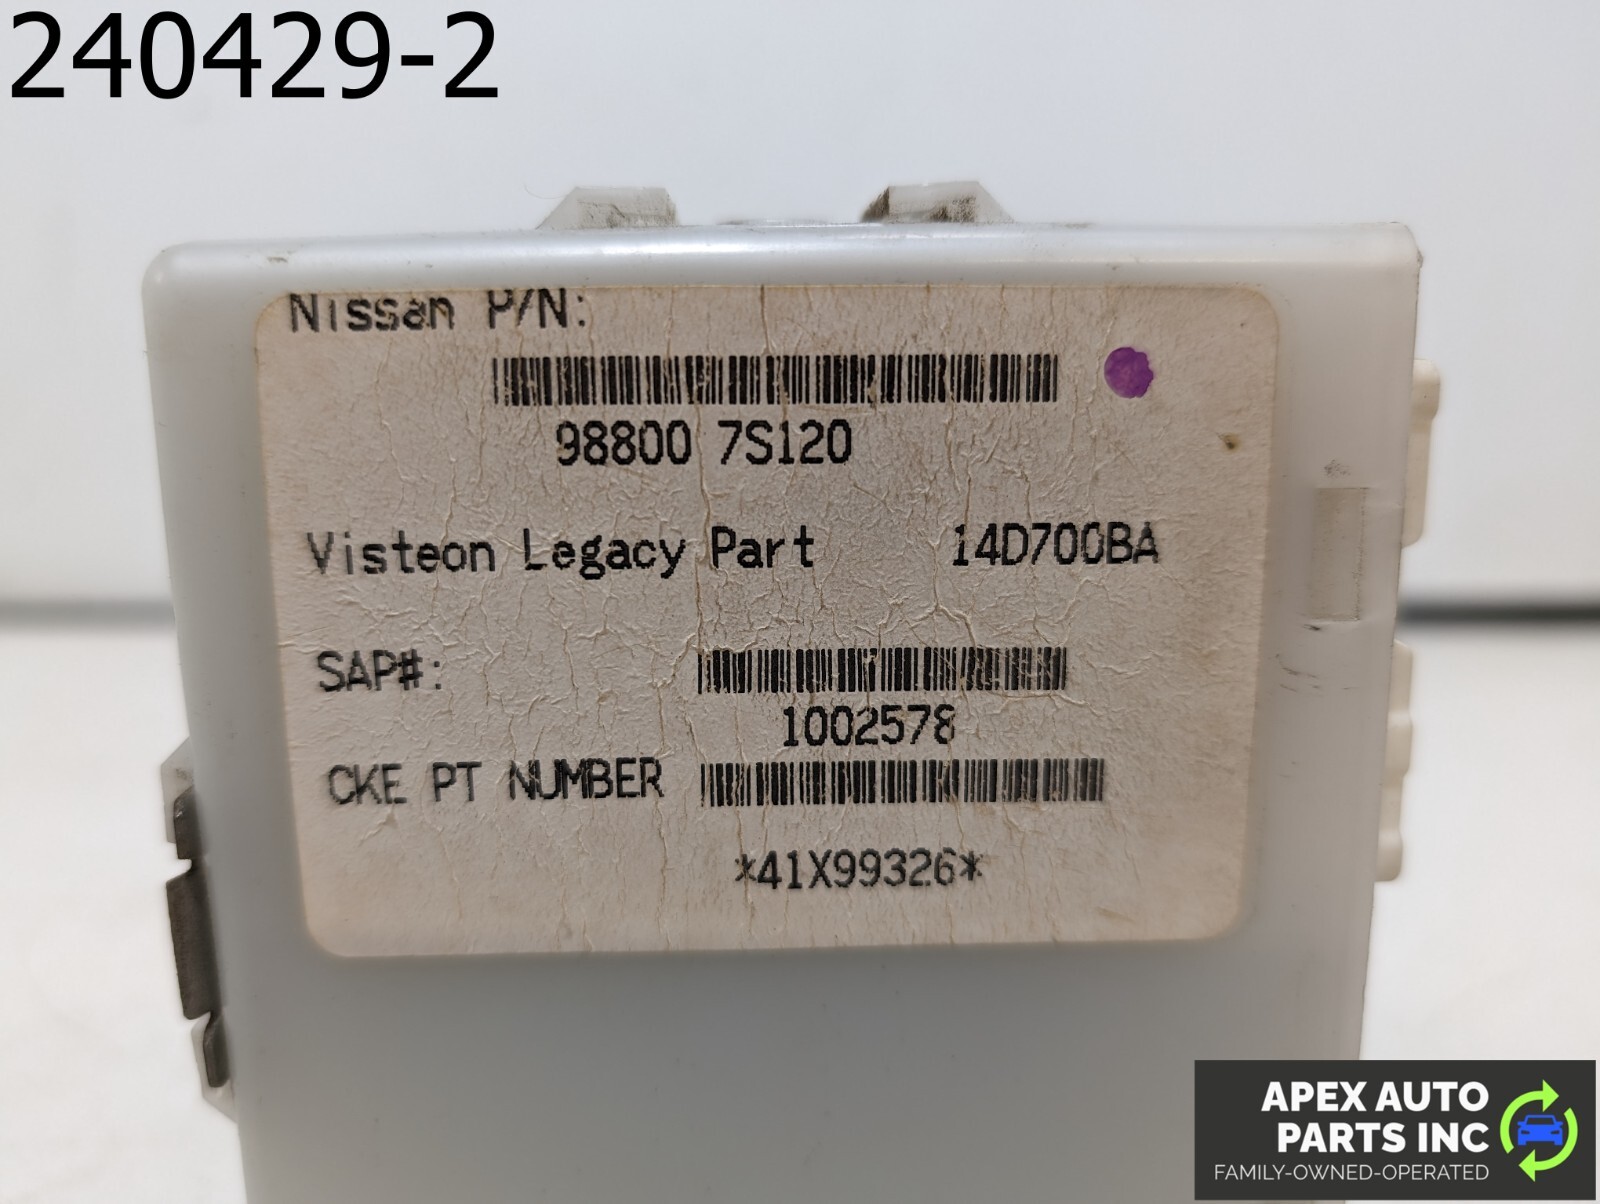 240429-2
Nissan P/N:
98800 7S120
Visteon Legacy Part 14D700BA
SAP#:
1002578
CKE PT NUMBER
*41X99326*
APEX AUTO
PARTS INC
FAMILY-OWNED-OPERATED